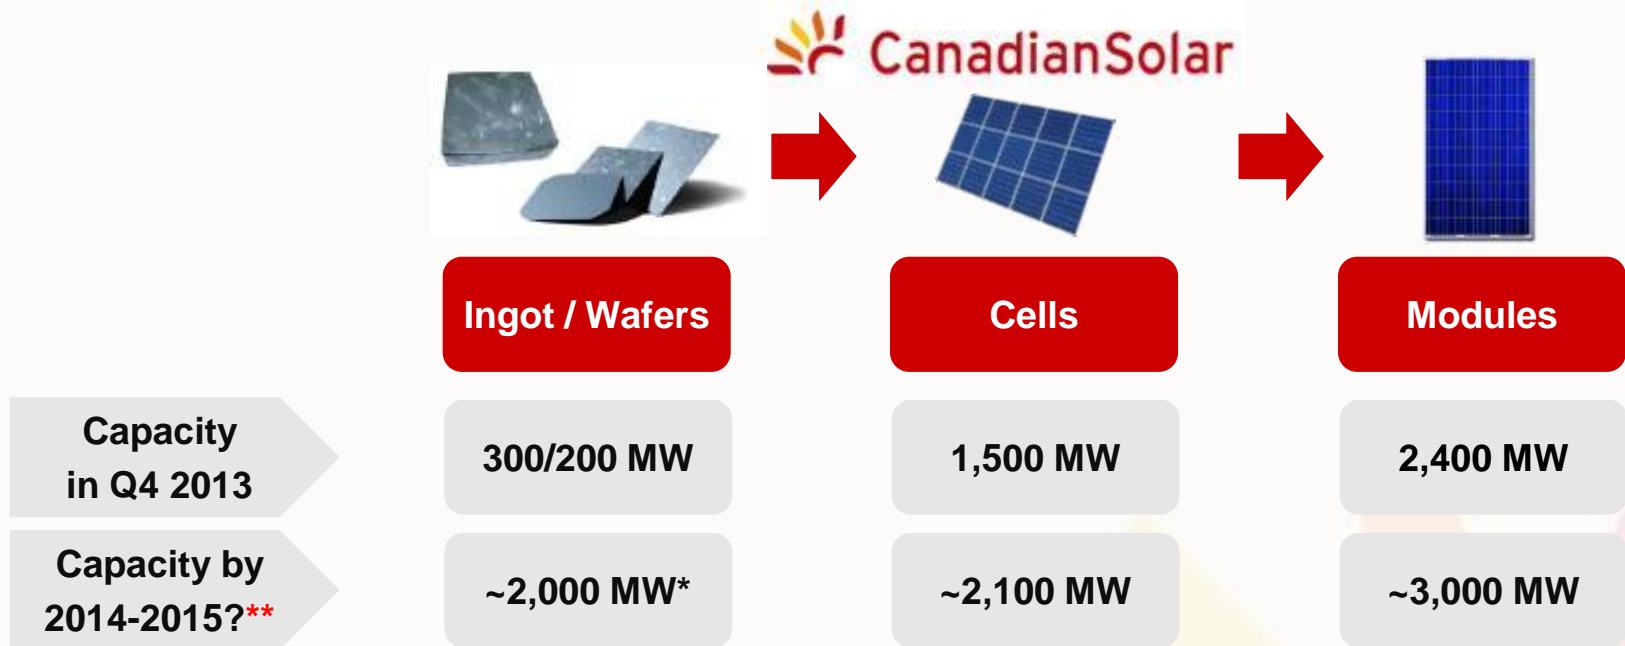 CanadianSolar
Ingot / Wafers
Cells
Modules
Capacity
in Q4 2013
300/200 MW
1,500 MW
2,400 MW
Capacity by
2014-2015?**
~2,000 MW*
~2,100 MW
~3,000 MW